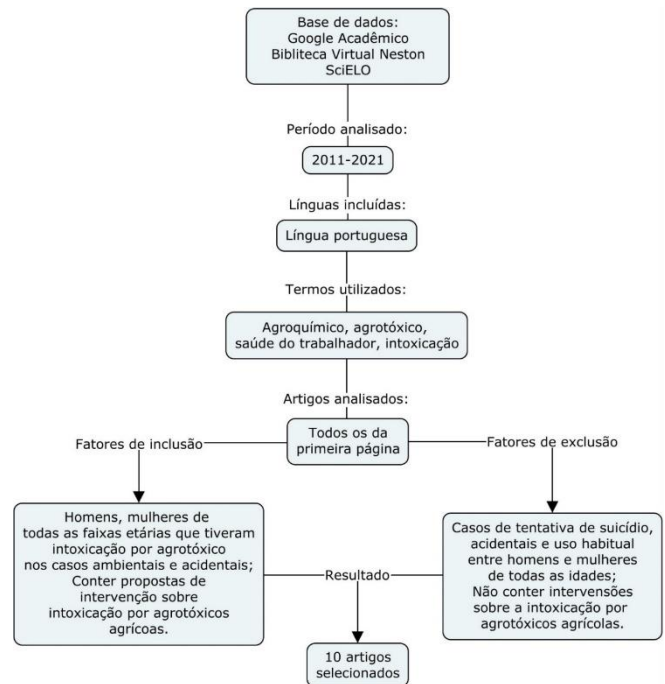 Base de dados:
Google Acadêmico
Bibliteca Virtual Neston
SciELO
Período analisado:
2011-2021
Línguas incluídas:
Língua portuguesa
Termos utilizados:
Agroquímico, agrotóxico,
saúde do trabalhador, intoxicação
Artigos analisados:
Todos os da
primeira página
Fatores de inclusão
Fatores de exclusão
Homens, mulheres de
todas as faixas etárias que tiveram
intoxicação por agrotóxico
nos casos ambientais e acidentais;
Conter propostas de
intervenção sobre
intoxicação por agrotóxicos
agrícoas.
Casos de tentativa de suicídio,
acidentais e uso habitual
entre homens e mulheres
de todas as idades;
Não conter intervensões
sobre a intoxicação por
agrotóxicos agrícolas.
Resultado
10 artigos
selecionados